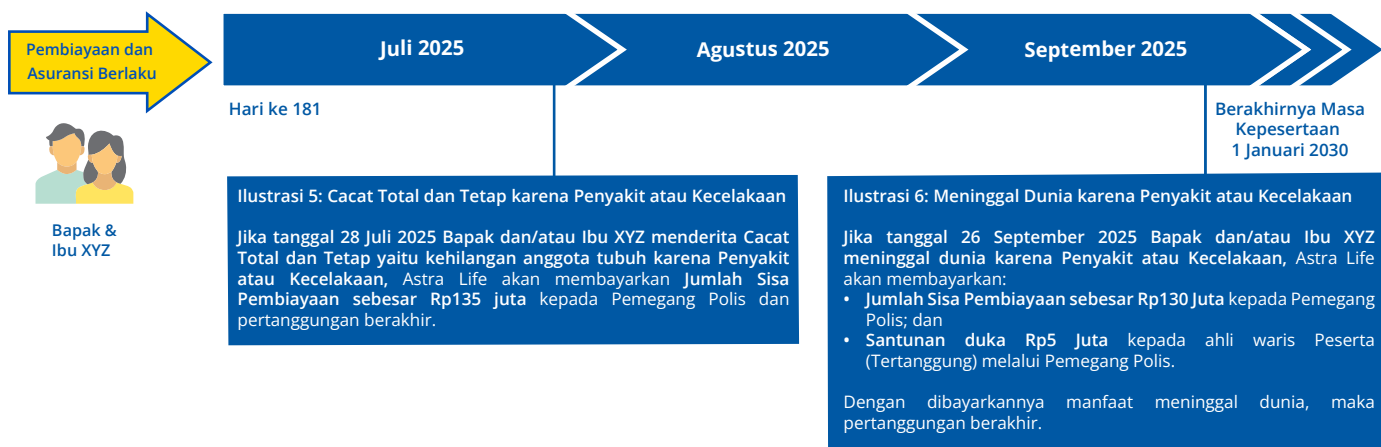 Pembiayaan dan
Asuransi Berlaku
Juli 2025
Agustus 2025
September 2025
Hari ke 181
Berakhirnya Masa
Kepesertaan
1 Januari 2030
Bapak &
Ibu XYZ
Ilustrasi 5: Cacat Total dan Tetap karena Penyakit atau Kecelakaan
Jika tanggal 28 Juli 2025 Bapak dan/atau Ibu XYZ menderita Cacat
Total dan Tetap yaitu kehilangan anggota tubuh karena Penyakit
atau Kecelakaan, Astra Life akan membayarkan Jumlah Sisa
Pembiayaan sebesar Rp135 juta kepada Pemegang Polis dan
pertanggungan berakhir.
Ilustrasi 6: Meninggal Dunia karena Penyakit atau Kecelakaan
Jika tanggal 26 September 2025 Bapak dan/atau Ibu XYZ
meninggal dunia karena Penyakit atau Kecelakaan, Astra Life
akan membayarkan:
• Jumlah Sisa Pembiayaan sebesar Rp130 Juta kepada Pemegang
Polis; dan
• Santunan duka Rp5 Juta kepada ahli waris Peserta
(Tertanggung) melalui Pemegang Polis.
Dengan dibayarkannya manfaat meninggal dunia, maka
pertanggungan berakhir.